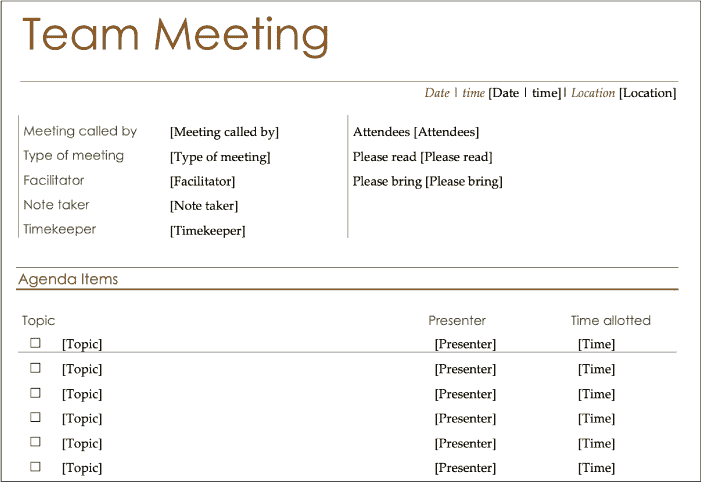 Team Meeting
Date | time [Date | time]| Location [Location]
Meeting called by [Meeting called by]
Type of meeting [Type of meeting]
Facilitator [Facilitator]
Note taker [Note taker]
Timekeeper [Timekeeper]
Attendees [Attendees]
Please read [Please read]
Please bring [Please bring]
Agenda Items
Topic Presenter Time allotted
☐ [Topic] [Presenter] [Time]
☐ [Topic] [Presenter] [Time]
☐ [Topic] [Presenter] [Time]
☐ [Topic] [Presenter] [Time]
☐ [Topic] [Presenter] [Time]
☐ [Topic] [Presenter] [Time]